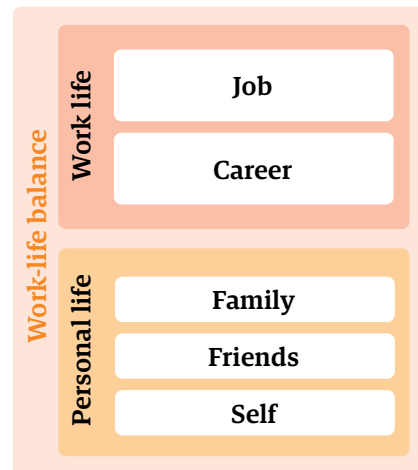 Work-life balance
Work life
Job
Career
Personal life
Family
Friends
Self